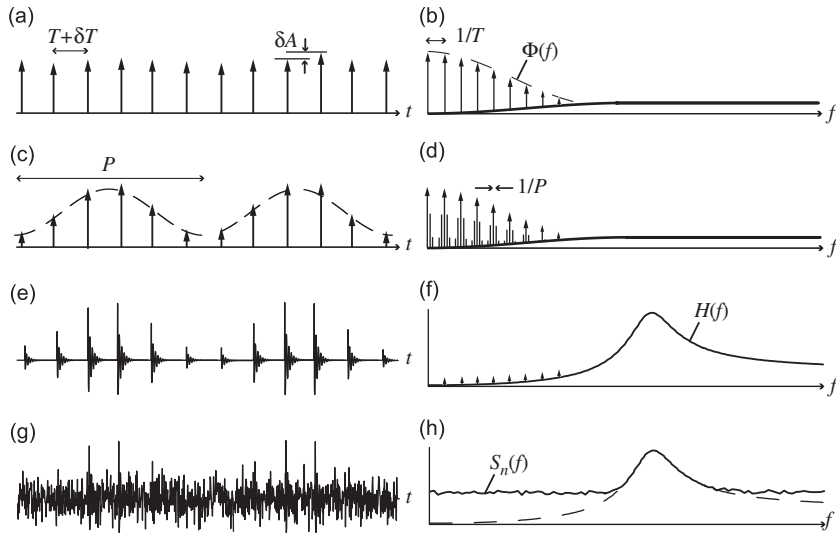 (a)
T+δT
δA
t
(b)
1/T
Φ(f)
f
(c)
P
t
(d)
1/P
f
(e)
t
(f)
H(f)
f
(g)
t
(h)
Sₙ(f)
f